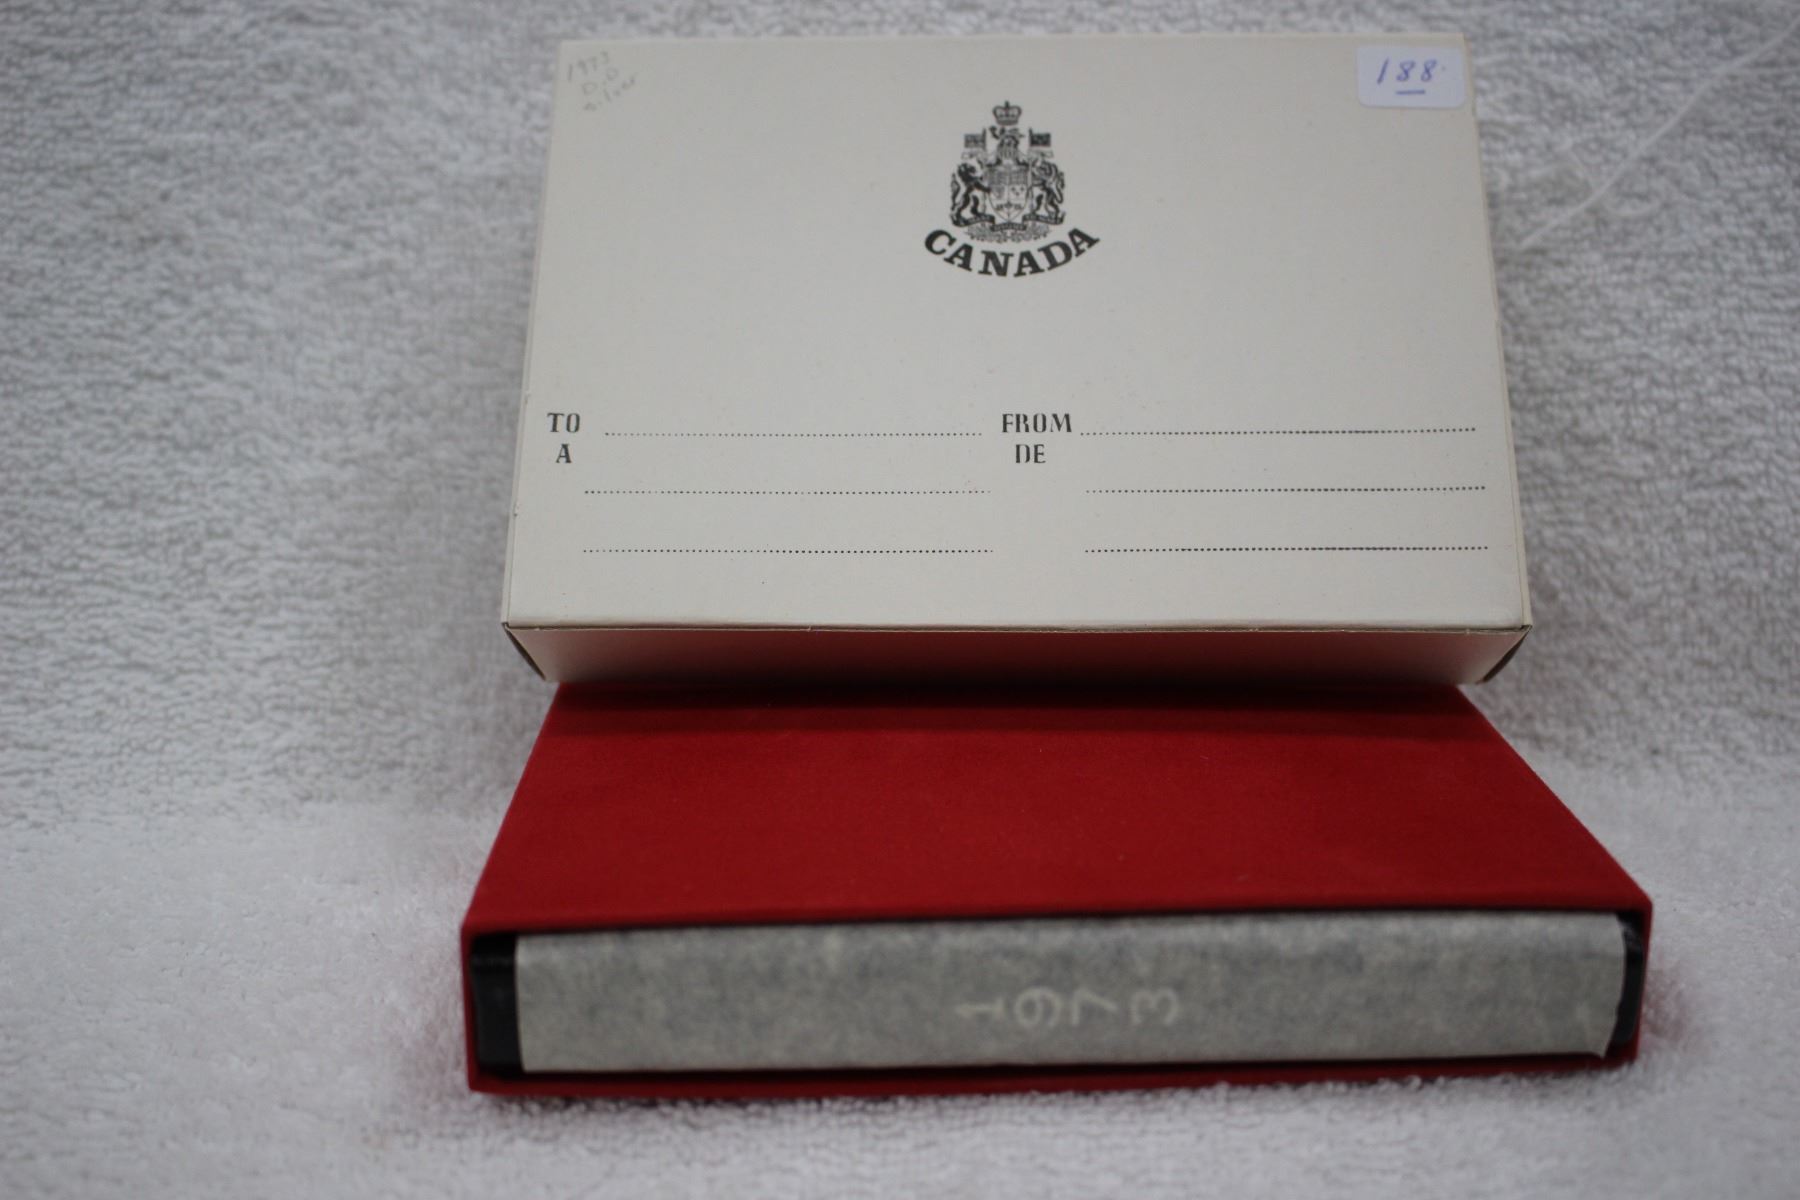 1973
D.D
silver
188.
CANADA
TO
A
FROM
DE
1973